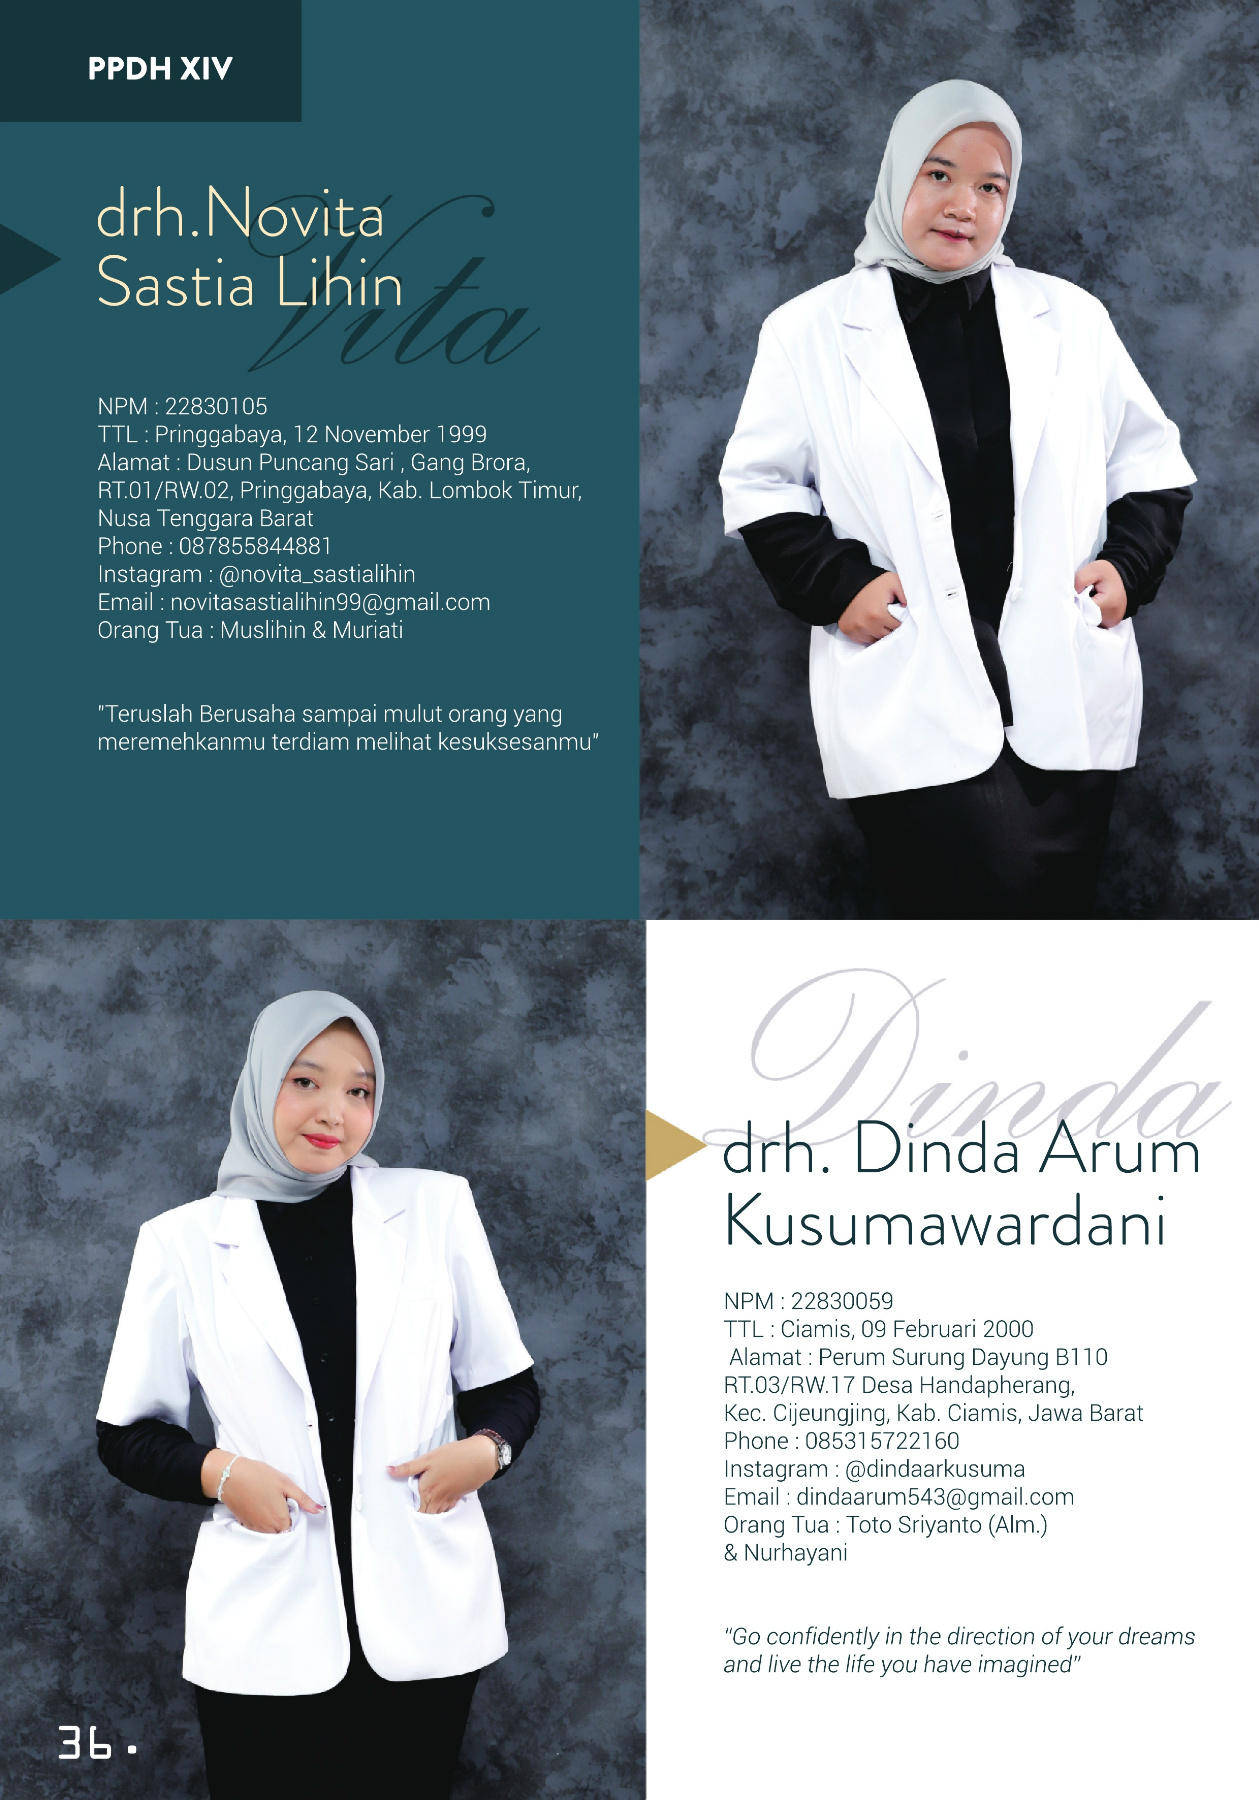 PPDH XIV
Vita
drh.Novita
Sastia Lihin
NPM : 22830105
TTL : Pringgabaya, 12 November 1999
Alamat : Dusun Puncang Sari , Gang Brora,
RT.01/RW.02, Pringgabaya, Kab. Lombok Timur,
Nusa Tenggara Barat
Phone : 087855844881
Instagram : @novita_sastialihin
Email : novitasastialihin99@gmail.com
Orang Tua : Muslihin & Muriati
"Teruslah Berusaha sampai mulut orang yang
meremehkanmu terdiam melihat kesuksesanmu"
Dinda
drh. Dinda Arum
Kusumawardani
NPM : 22830059
TTL : Ciamis, 09 Februari 2000
Alamat : Perum Surung Dayung B110
RT.03/RW.17 Desa Handapherang,
Kec. Cijeungjing, Kab. Ciamis, Jawa Barat
Phone : 085315722160
Instagram : @dindaarkusuma
Email : dindaarum543@gmail.com
Orang Tua : Toto Sriyanto (Alm.)
& Nurhayani
"Go confidently in the direction of your dreams
and live the life you have imagined"
36.